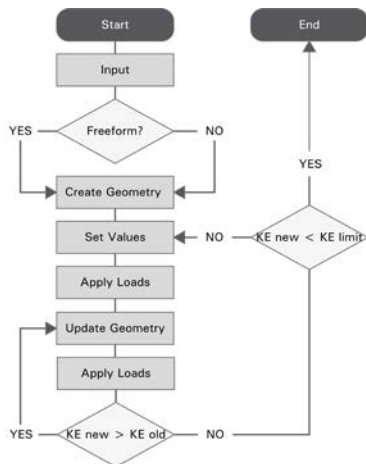 Start
End
Input
YES
Freeform?
NO
YES
Create Geometry
Set Values
NO
KE new < KE limit
Apply Loads
Update Geometry
Apply Loads
YES
KE new > KE old
NO